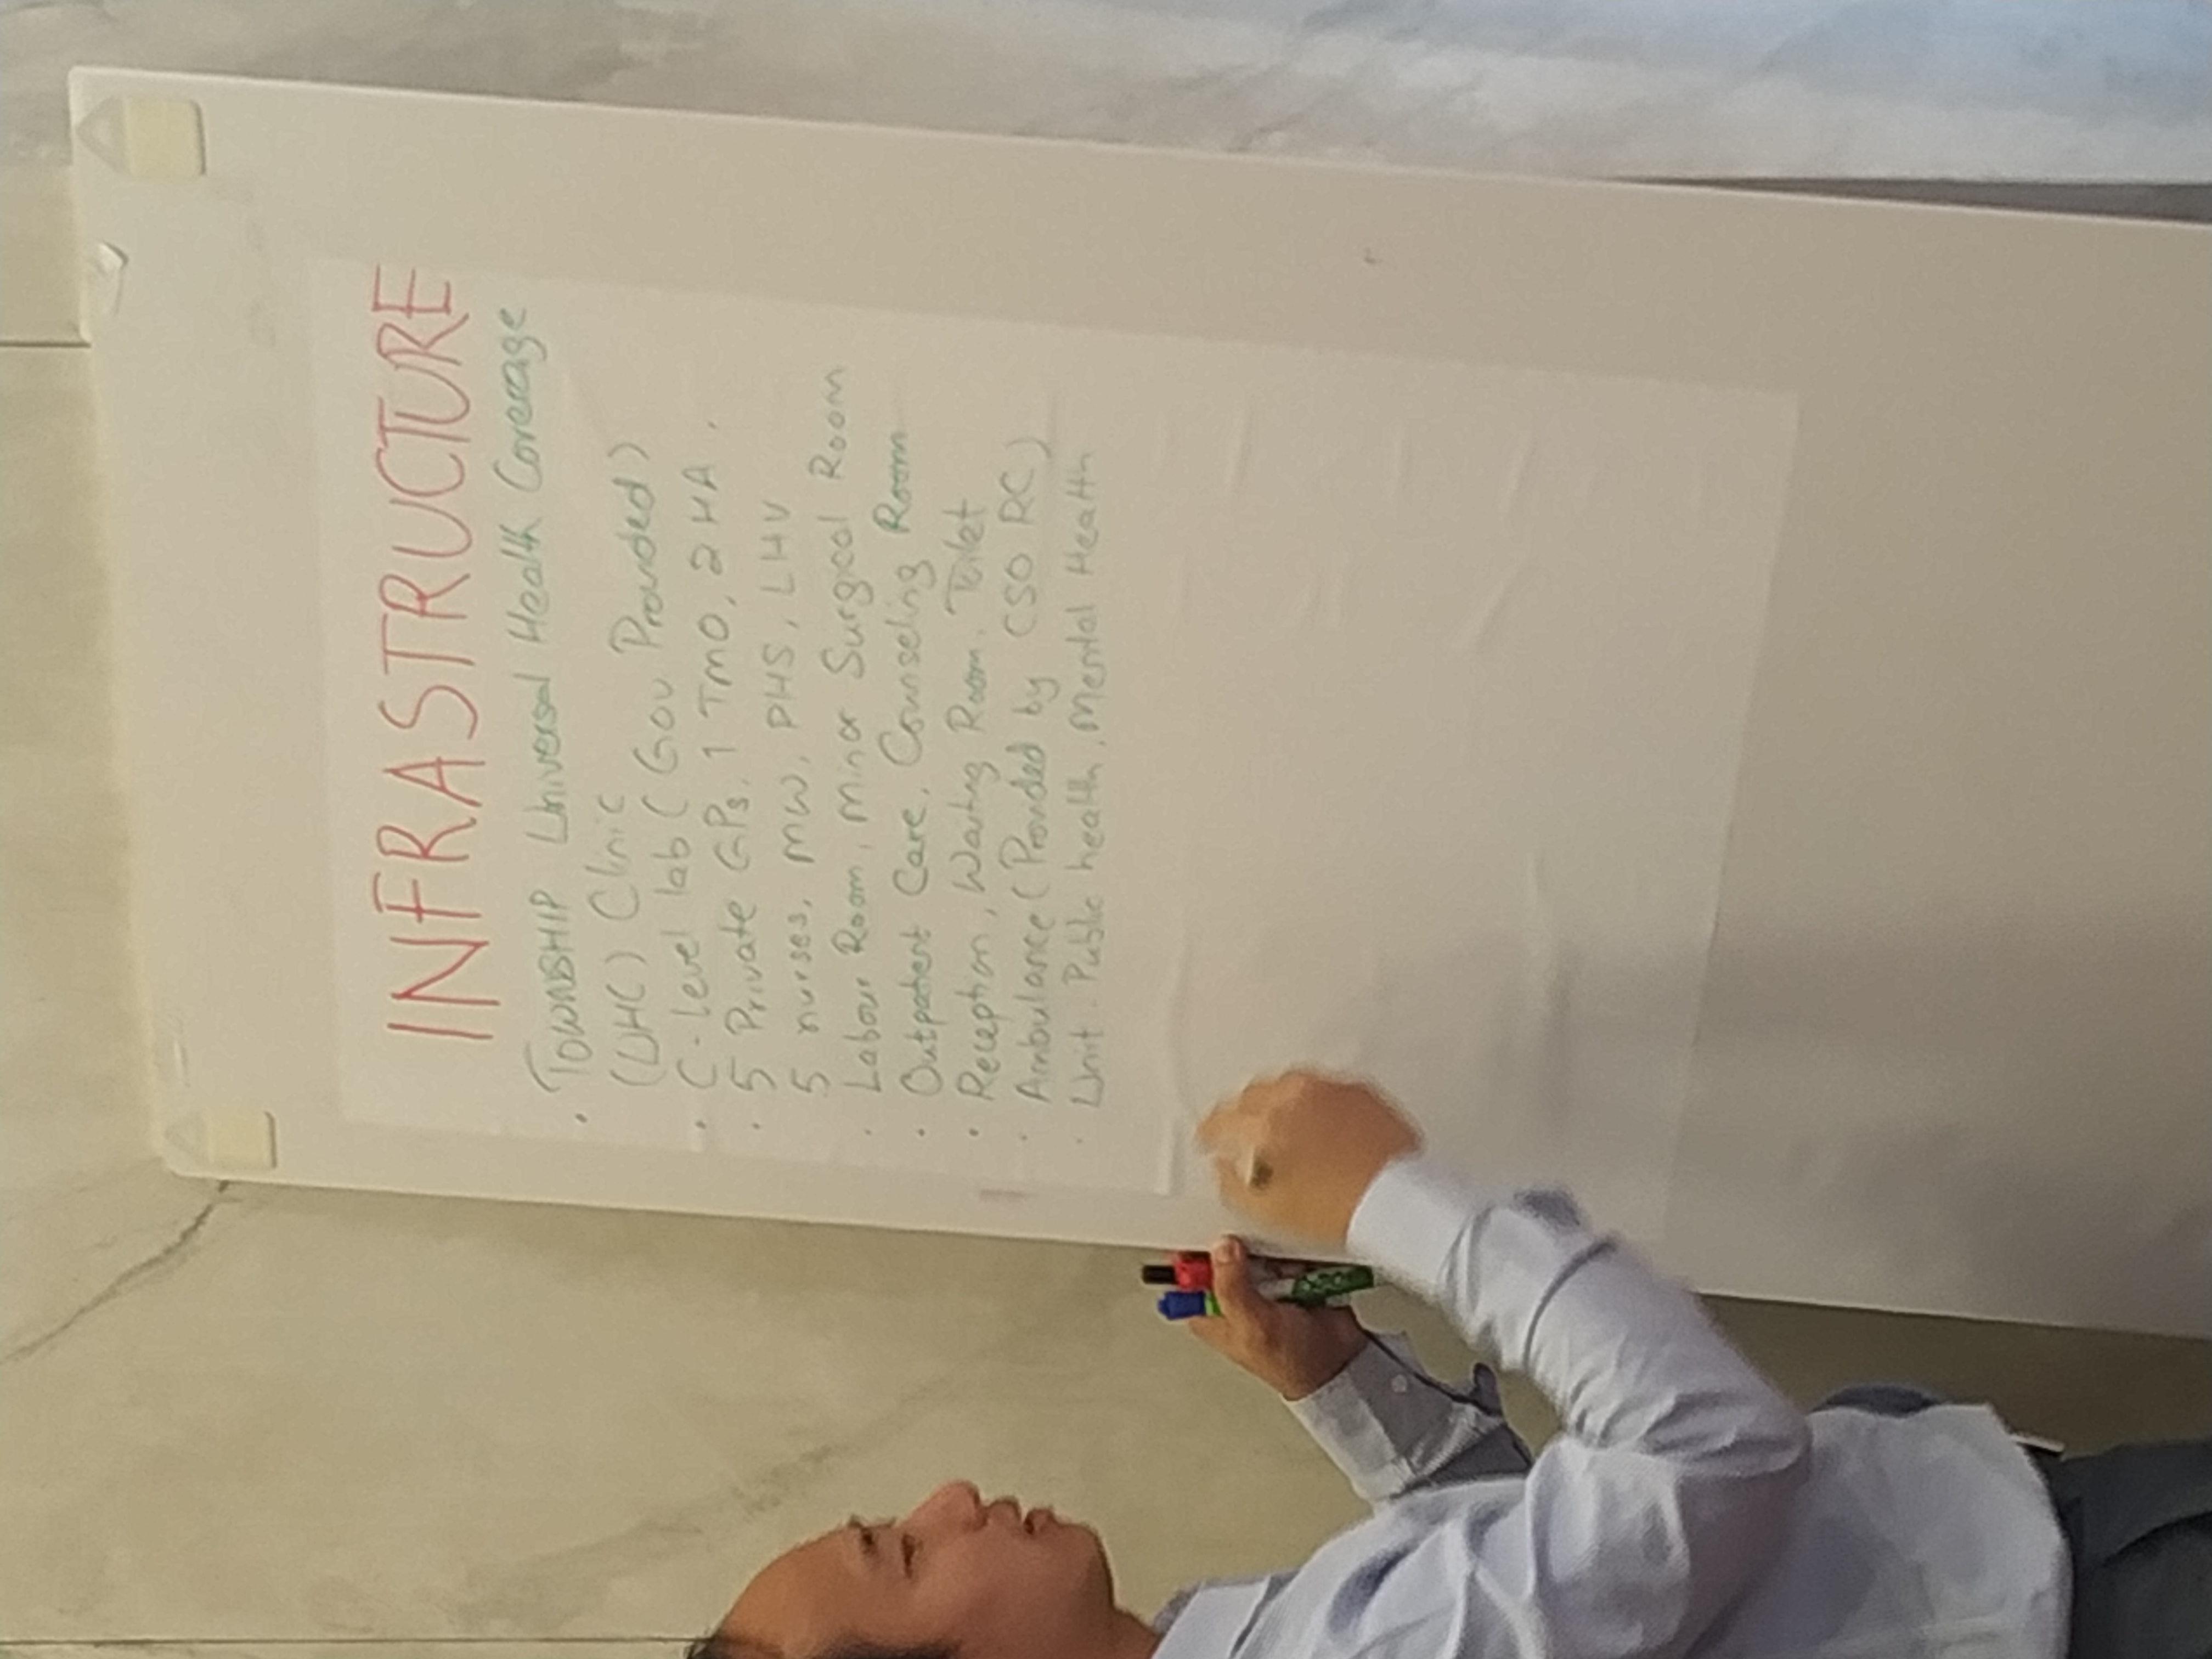 INFRASTRUCTURE
• TOWNSHIP Universal Health Coverage
(UHC) Clinic
• C-level lab (Gov Provided)
• 5 Private GPs, 1 TMO, 2 HA,
5 nurses, MW, PHS, LHV
• Labour Room, Minor Surgical Room
• Outpatient Care, Counseling Room
• Reception, Waiting Room, Toilet
• Ambulance (Provided by CSO RC)
• Unit. Public health, Mental Health